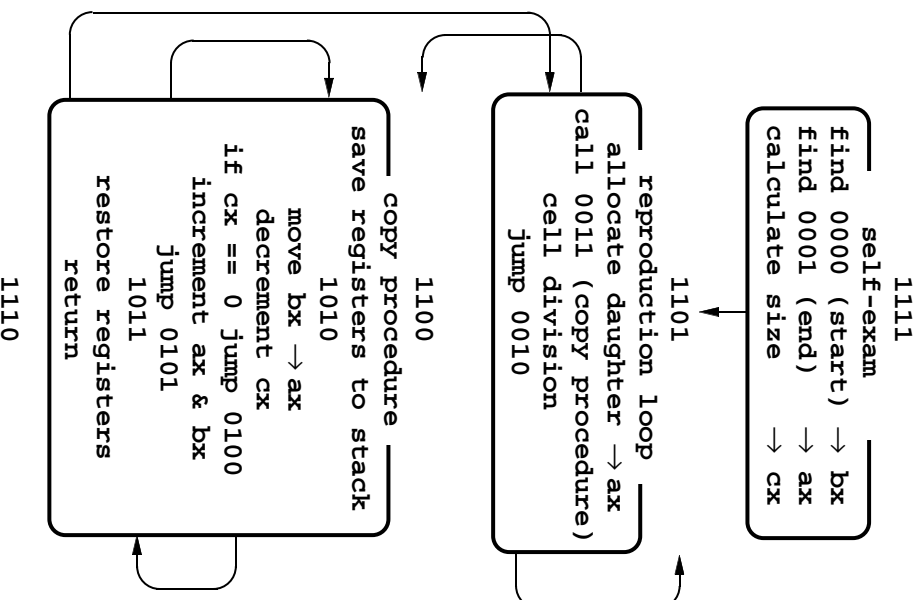 1111
self-exam
find 0000 (start) → bx
find 0001 (end) → ax
calculate size → cx
1101
reproduction loop
allocate daughter → ax
call 0011 (copy procedure)
cell division
jump 0010
1100
copy procedure
save registers to stack
1010
move bx → ax
decrement cx
if cx == 0 jump 0100
increment ax & bx
jump 0101
1011
restore registers
return
1110